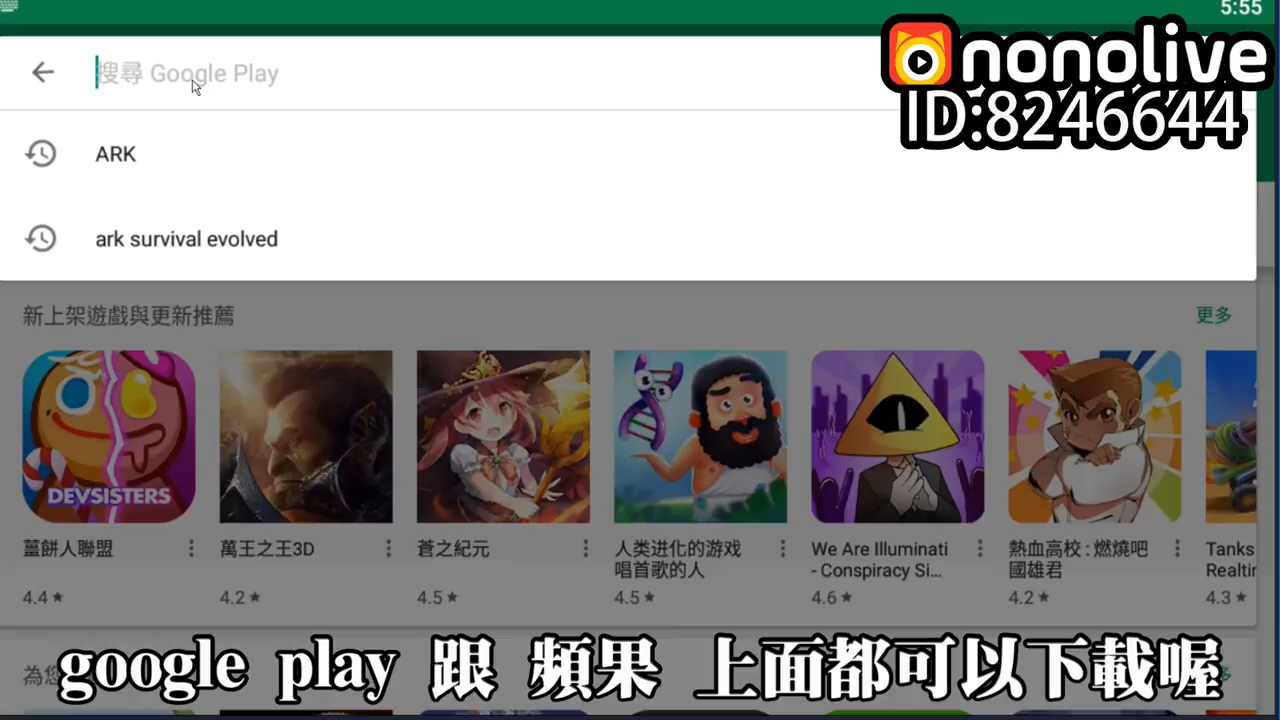 5:55
nonolive
ID:8246644
搜尋 Google Play
ARK
ark survival evolved
新上架遊戲與更新推薦
更多
DEVSISTERS
薑餅人聯盟
4.4★
萬王之王3D
4.2★
蒼之紀元
4.5★
人类进化的游戏
唱首歌的人
4.5★
We Are Illuminati
- Conspiracy Si...
4.6★
熱血高校 : 燃燒吧
國雄君
4.2★
Tanks
Realtin
4.3★
為您
google play 跟 頻果 上面都可以下載喔